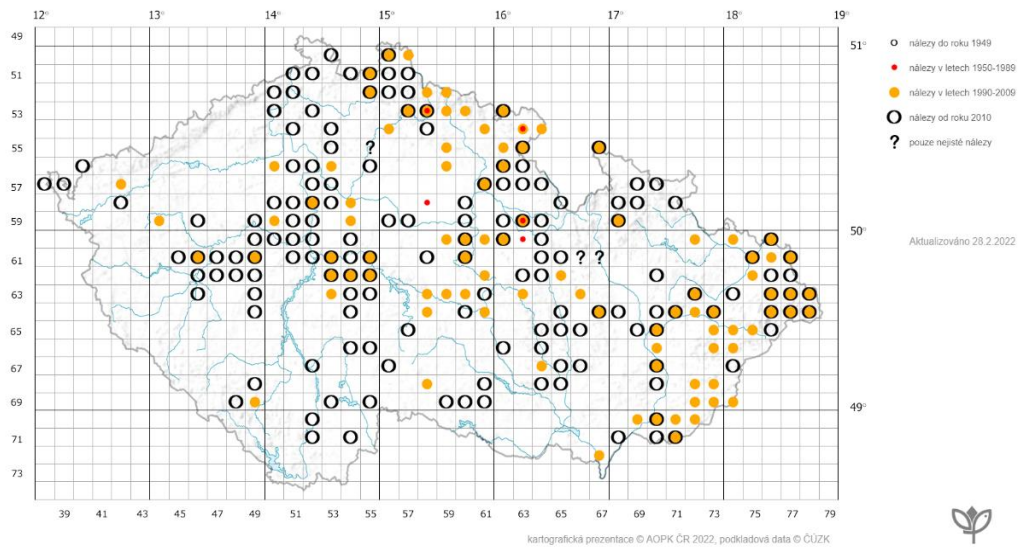 12° 13° 14° 15° 16° 17° 18° 19°
49
51°
nálezy do roku 1949
51
nálezy v letech 1950-1989
53
nálezy v letech 1990-2009
nálezy od roku 2010
55
?
? pouze nejisté nálezy
57
59
50°
Aktualizováno 28.2.2022
61
? ?
63
65
67
69
49°
71
73
39 41 43 45 47 49 51 53 55 57 59 61 63 65 67 69 71 73 75 77 79
kartografická prezentace © AOPK ČR 2022, podkladová data © ČÚZK